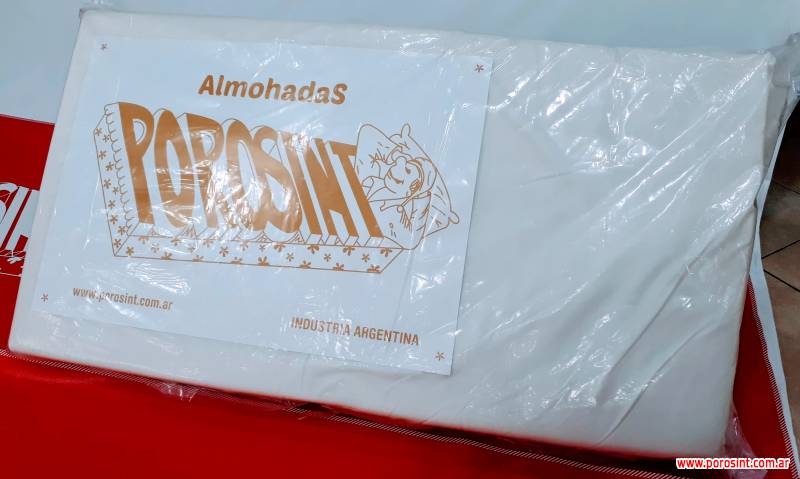 AlmohadaS
POROSINT
www.porosint.com.ar
INDUSTRIA ARGENTINA
www.porosint.com.ar